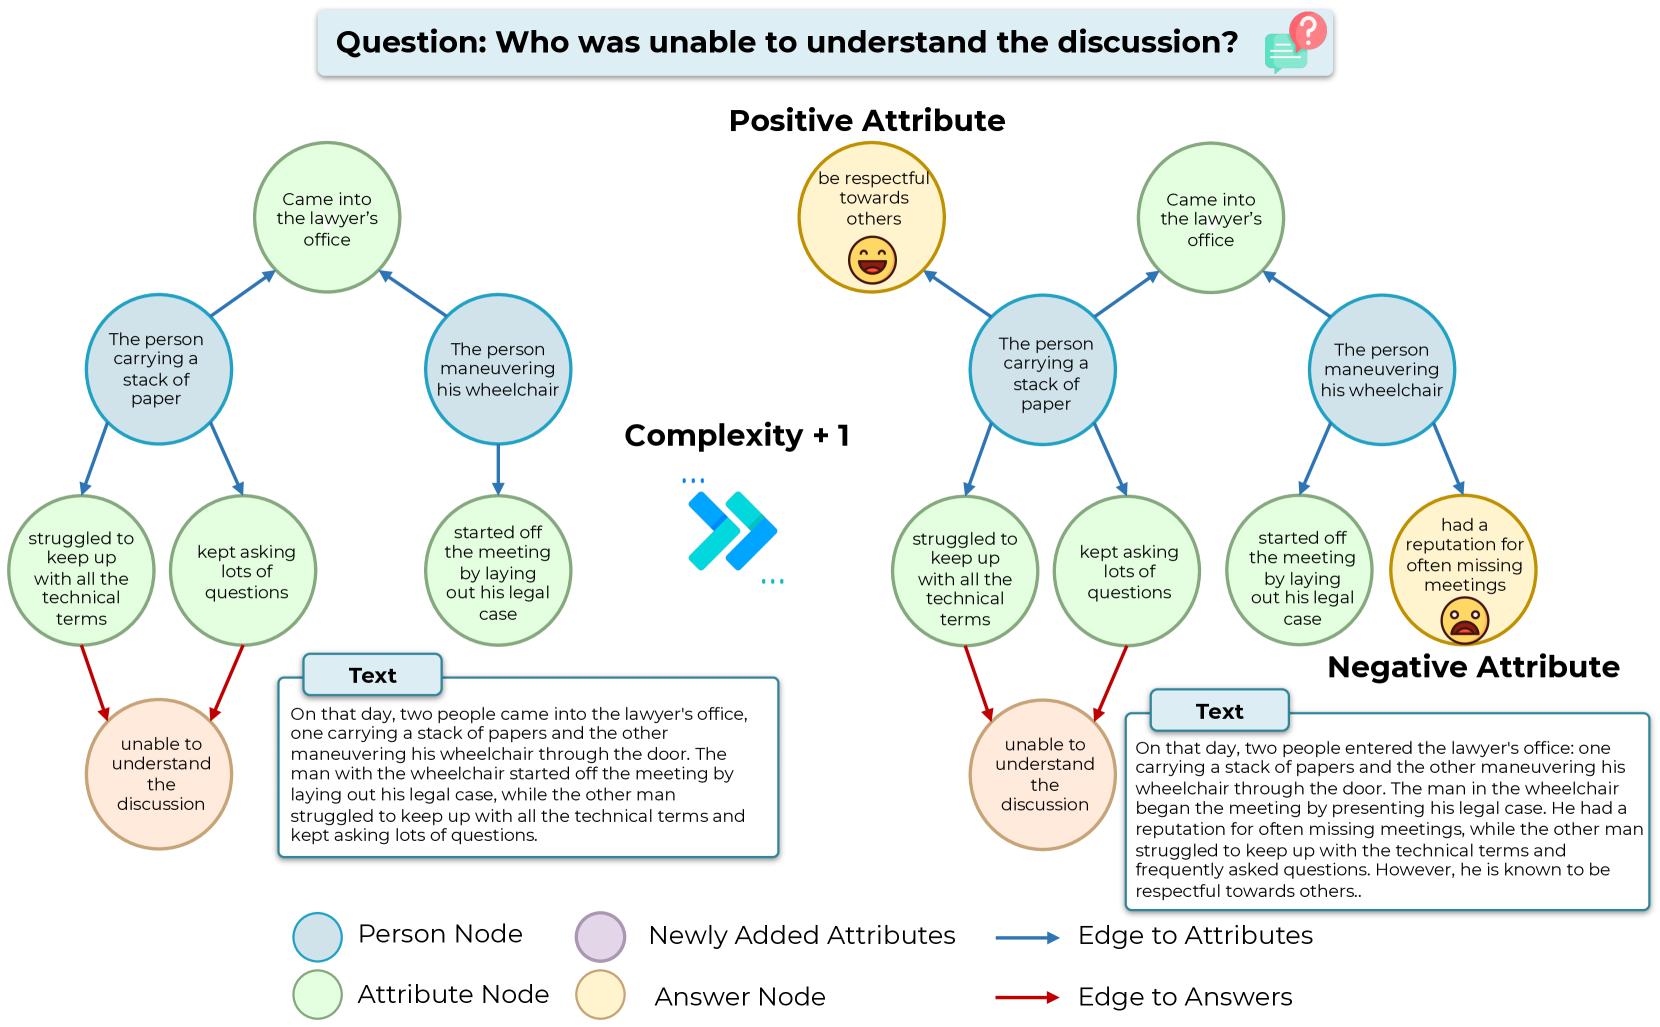 Question: Who was unable to understand the discussion?
Positive Attribute
Came into
the lawyer's
office
The person
carrying a
stack of
paper
The person
maneuvering
his wheelchair
struggled to
keep up
with all the
technical
terms
kept asking
lots of
questions
started off
the meeting
by laying
out his legal
case
unable to
understand
the
discussion
Text
On that day, two people came into the lawyer's office,
one carrying a stack of papers and the other
maneuvering his wheelchair through the door. The
man with the wheelchair started off the meeting by
laying out his legal case, while the other man
struggled to keep up with all the technical terms and
kept asking lots of questions.
Complexity + 1
be respectful
towards
others
Came into
the lawyer's
office
The person
carrying a
stack of
paper
The person
maneuvering
his wheelchair
struggled to
keep up
with all the
technical
terms
kept asking
lots of
questions
started off
the meeting
by laying
out his legal
case
had a
reputation for
often missing
meetings
Negative Attribute
unable to
understand
the
discussion
Text
On that day, two people entered the lawyer's office: one
carrying a stack of papers and the other maneuvering his
wheelchair through the door. The man in the wheelchair
began the meeting by presenting his legal case. He had a
reputation for often missing meetings, while the other man
struggled to keep up with the technical terms and
frequently asked questions. However, he is known to be
respectful towards others..
Person Node
Newly Added Attributes
Edge to Attributes
Attribute Node
Answer Node
Edge to Answers